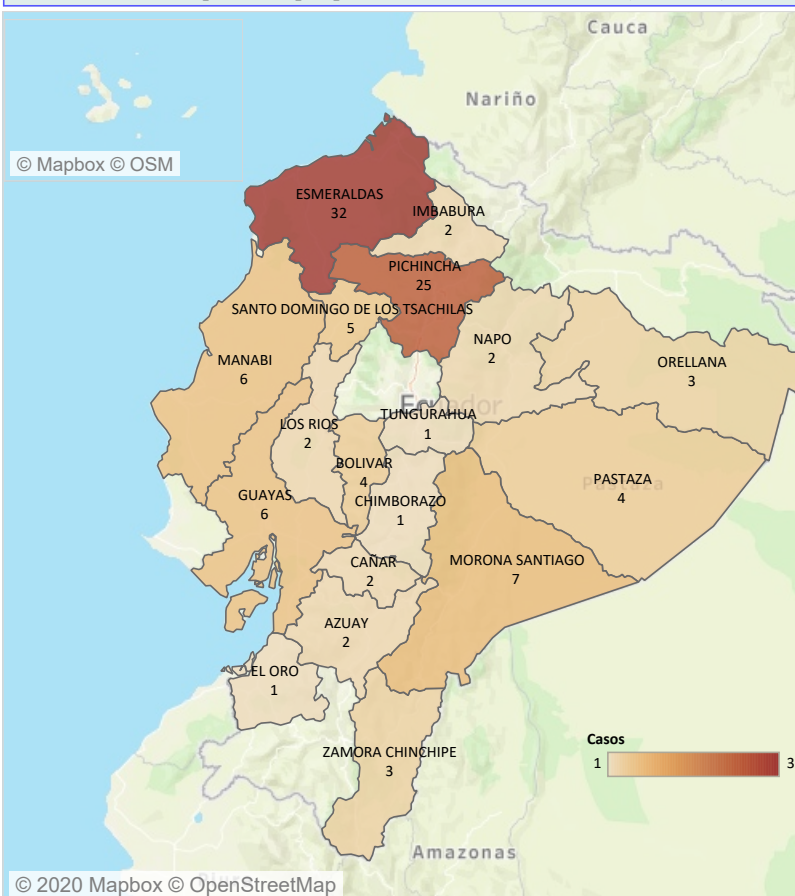 Cauca
Nariño
© Mapbox © OSM
ESMERALDAS
32
IMBABURA
2
PICHINCHA
25
SANTO DOMINGO DE LOS TSACHILAS
5
NAPO
2
MANABI
6
ORELLANA
3
Ecuador
TUNGURAHUA
1
LOS RIOS
2
BOLIVAR
4
PASTAZA
Pastaza
4
GUAYAS
6
CHIMBORAZO
1
CAÑAR
2
MORONA SANTIAGO
7
AZUAY
2
EL ORO
1
Casos
1
3
ZAMORA CHINCHIPE
3
Amazonas
© 2020 Mapbox © OpenStreetMap